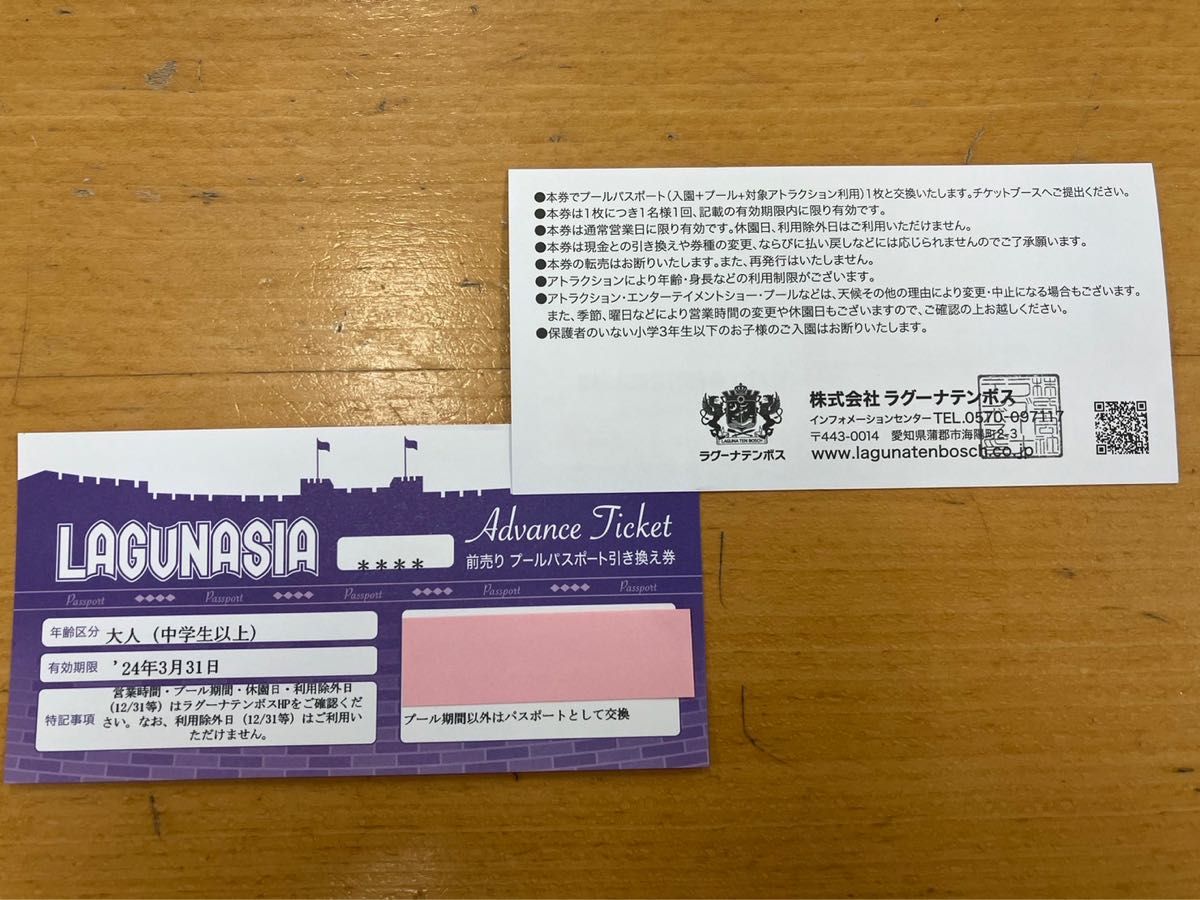 ●本券でプールパスポート(入園+プール+対象アトラクション利用)1枚と交換いたします。チケットブースへご提出ください。
●本券は1枚につき1名様1回、記載の有効期限内に限り有効です。
●本券は通常営業日に限り有効です。休園日、利用除外日はご利用いただけません。
●本券は現金との引き換えや券種の変更、ならびに払い戻しなどには応じられませんのでご了承願います。
●本券の転売はお断りいたします。また、再発行はいたしません。
●アトラクションにより年齢・身長などの利用制限がございます。
●アトラクション・エンターテイメントショー・プールなどは、天候その他の理由により変更・中止になる場合もございます。
また、季節、曜日などにより営業時間の変更や休園日もございますので、ご確認の上お越しください。
●保護者のいない小学3年生以下のお子様のご入園はお断りいたします。
LAGUNA TEN BOSCH
ラグーナテンボス
株式会社 ラグーナテンボス
インフォメーションセンター TEL.0570-097117
〒443-0014 愛知県蒲郡市海陽町2-3
www.lagunatenbosch.co.jp
LAGUNASIA
****
Advance Ticket
前売り プールパスポート引き換え券
Passport Passport Passport Passport Passport
年齢区分 大人(中学生以上)
有効期限 '24年3月31日
特記事項
営業時間・プール期間・休園日・利用除外日
(12/31等)はラグーナテンボスHPをご確認くだ
さい。なお、利用除外日(12/31等)はご利用い
ただけません。
プール期間以外はパスポートとして交換